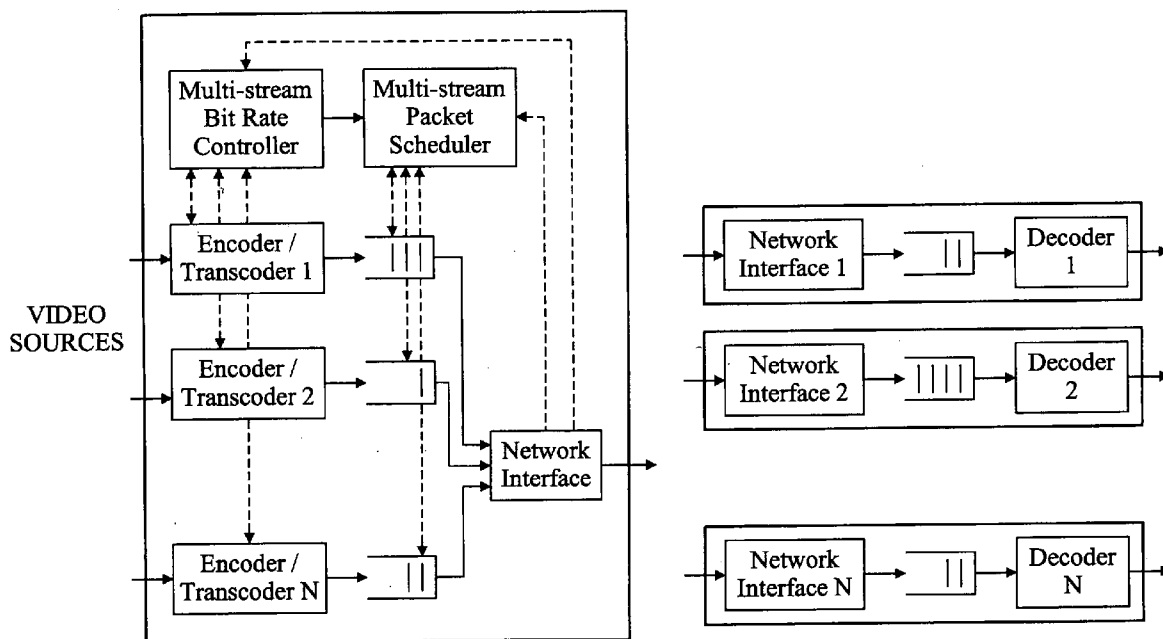 Multi-stream
Bit Rate
Controller
Multi-stream
Packet
Scheduler
VIDEO
SOURCES
Encoder /
Transcoder 1
Encoder /
Transcoder 2
Encoder /
Transcoder N
Network
Interface
Network
Interface 1
Decoder
1
Network
Interface 2
Decoder
2
Network
Interface N
Decoder
N